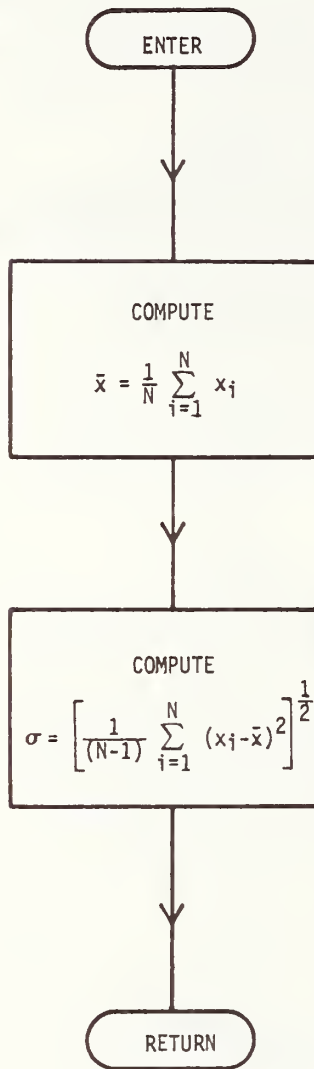 ENTER
COMPUTE
x̄ = 1/N Σ_{i=1}^{N} x_i
COMPUTE
σ = [1/(N-1) Σ_{i=1}^{N} (x_i-x̄)^2]^{1/2}
RETURN